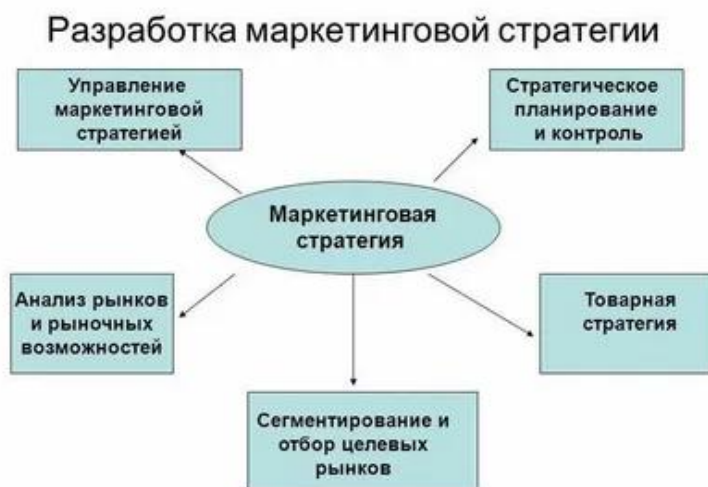 Разработка маркетинговой стратегии
Управление
маркетинговой
стратегией
Стратегическое
планирование
и контроль
Маркетинговая
стратегия
Анализ рынков
и рыночных
возможностей
Товарная
стратегия
Сегментирование и
отбор целевых
рынков